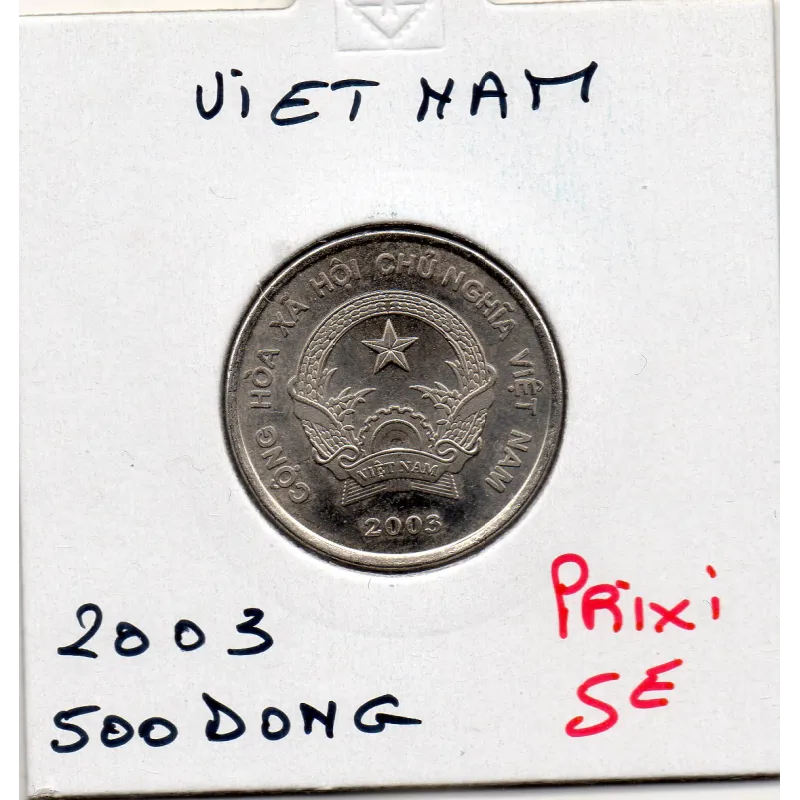 ViET NAM
CỘNG HÒA XÃ HỘI CHỦ NGHĨA VIỆT NAM
VIỆT NAM
2003
2003
500 DONG
PRixi
5E